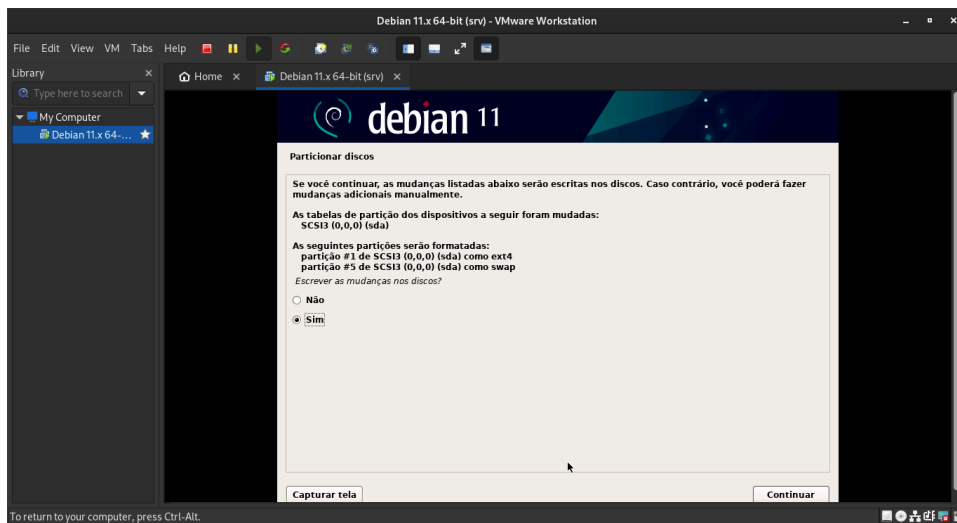 Debian 11.x 64-bit (srv) - VMware Workstation
File Edit View VM Tabs Help
Library
Home
Debian 11.x 64-bit (srv)
Type here to search
My Computer
Debian 11.x 64-...
debian 11
Particionar discos
Se você continuar, as mudanças listadas abaixo serão escritas nos discos. Caso contrário, você poderá fazer
mudanças adicionais manualmente.
As tabelas de partição dos dispositivos a seguir foram mudadas:
SCSI3 (0,0,0) (sda)
As seguintes partições serão formatadas:
partição #1 de SCSI3 (0,0,0) (sda) como ext4
partição #5 de SCSI3 (0,0,0) (sda) como swap
Escrever as mudanças nos discos?
Não
Sim
Capturar tela
Continuar
To return to your computer, press Ctrl-Alt.